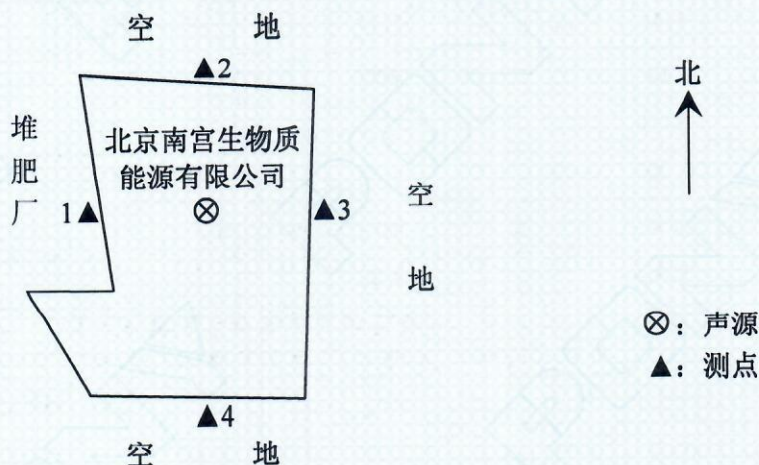 空 地
▲2
北
堆肥厂
北京南宫生物质
能源有限公司
1▲
⊗
▲3
空地
⊗：声源
▲：测点
▲4
空 地